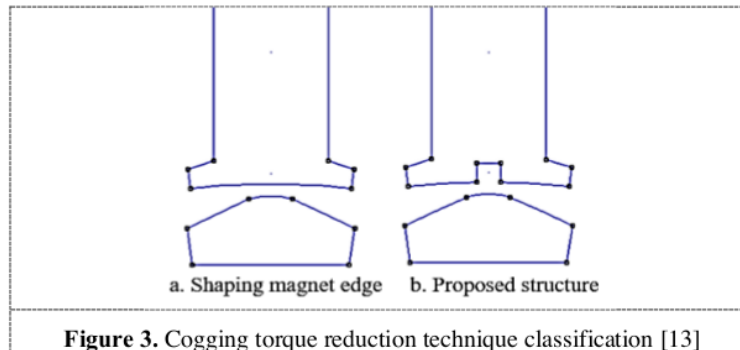 a. Shaping magnet edge b. Proposed structure
Figure 3. Cogging torque reduction technique classification [13]